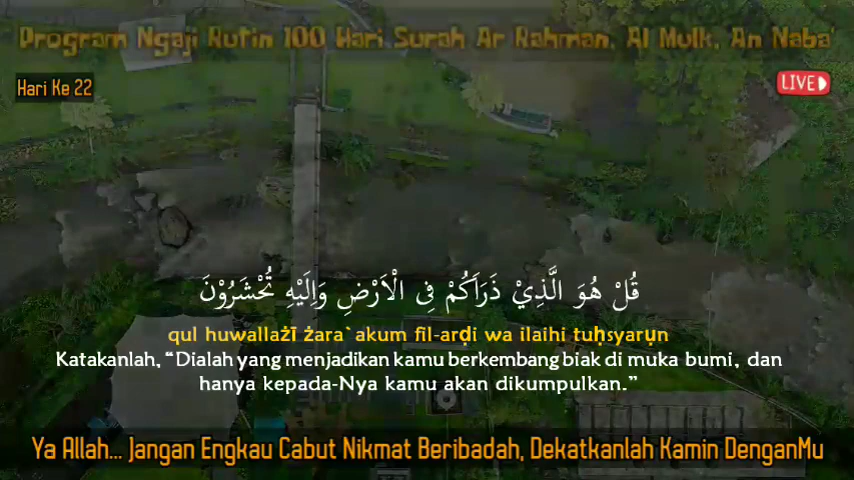 Program Ngaji Rutin 100 Hari Surah Ar Rahman, Al Mulk, An Naba'
Hari Ke 22
LIVE
قُلْ هُوَ الَّذِيْ ذَرَاَكُمْ فِى الْاَرْضِ وَاِلَيْهِ تُحْشَرُوْنَ
qul huwallażī żara`akum fil-arḍi wa ilaihi tuḥsyarụn
Katakanlah, “Dialah yang menjadikan kamu berkembang biak di muka bumi, dan
hanya kepada-Nya kamu akan dikumpulkan.”
Ya Allah... Jangan Engkau Cabut Nikmat Beribadah, Dekatkanlah Kamin DenganMu